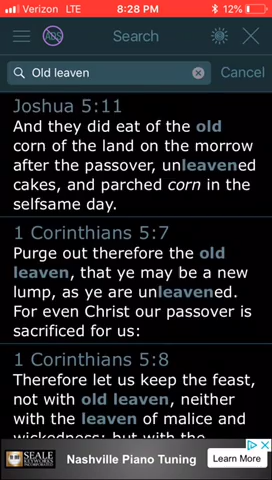 Verizon LTE 8:28 PM 12%
ADS Search
Old leaven Cancel
Joshua 5:11
And they did eat of the old
corn of the land on the morrow
after the passover, unleavened
cakes, and parched corn in the
selfsame day.
1 Corinthians 5:7
Purge out therefore the old
leaven, that ye may be a new
lump, as ye are unleavened.
For even Christ our passover is
sacrificed for us:
1 Corinthians 5:8
Therefore let us keep the feast,
not with old leaven, neither
with the leaven of malice and
wickedness; but with the
SEALE
KEYWORKS
Nashville Piano Tuning
Learn More